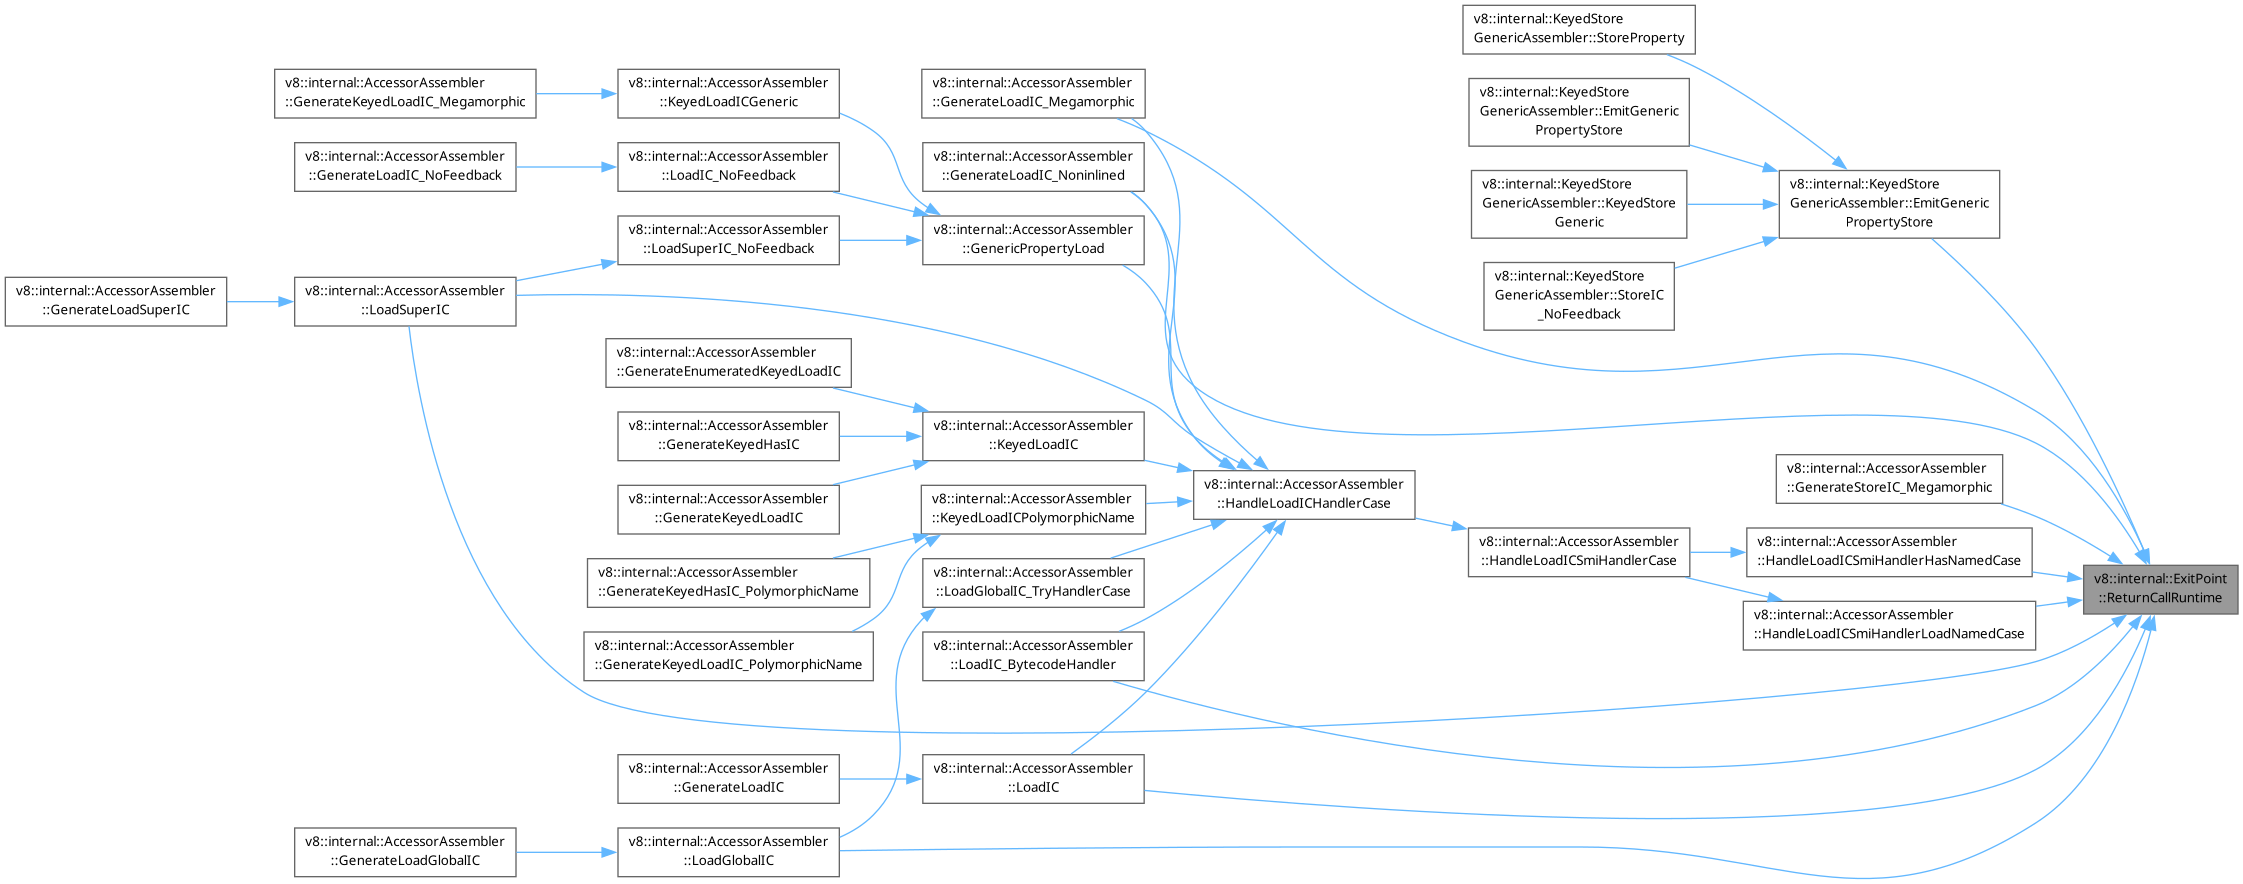 v8::internal::KeyedStore
GenericAssembler::StoreProperty
v8::internal::AccessorAssembler
::GenerateKeyedLoadIC_Megamorphic
v8::internal::AccessorAssembler
::KeyedLoadICGeneric
v8::internal::AccessorAssembler
::GenerateLoadIC_Megamorphic
v8::internal::KeyedStore
GenericAssembler::EmitGeneric
PropertyStore
v8::internal::AccessorAssembler
::GenerateLoadIC_NoFeedback
v8::internal::AccessorAssembler
::LoadIC_NoFeedback
v8::internal::AccessorAssembler
::GenerateLoadIC_Noninlined
v8::internal::KeyedStore
GenericAssembler::KeyedStore
Generic
v8::internal::KeyedStore
GenericAssembler::EmitGeneric
PropertyStore
v8::internal::AccessorAssembler
::LoadSuperIC_NoFeedback
v8::internal::AccessorAssembler
::GenericPropertyLoad
v8::internal::KeyedStore
GenericAssembler::StoreIC
_NoFeedback
v8::internal::AccessorAssembler
::GenerateLoadSuperIC
v8::internal::AccessorAssembler
::LoadSuperIC
v8::internal::AccessorAssembler
::GenerateEnumeratedKeyedLoadIC
v8::internal::AccessorAssembler
::GenerateKeyedHasIC
v8::internal::AccessorAssembler
::KeyedLoadIC
v8::internal::AccessorAssembler
::GenerateStoreIC_Megamorphic
v8::internal::AccessorAssembler
::GenerateKeyedLoadIC
v8::internal::AccessorAssembler
::KeyedLoadICPolymorphicName
v8::internal::AccessorAssembler
::HandleLoadICHandlerCase
v8::internal::AccessorAssembler
::HandleLoadICSmiHandlerCase
v8::internal::AccessorAssembler
::HandleLoadICSmiHandlerHasNamedCase
v8::internal::AccessorAssembler
::GenerateKeyedHasIC_PolymorphicName
v8::internal::AccessorAssembler
::LoadGlobalIC_TryHandlerCase
v8::internal::ExitPoint
::ReturnCallRuntime
v8::internal::AccessorAssembler
::HandleLoadICSmiHandlerLoadNamedCase
v8::internal::AccessorAssembler
::GenerateKeyedLoadIC_PolymorphicName
v8::internal::AccessorAssembler
::LoadIC_BytecodeHandler
v8::internal::AccessorAssembler
::GenerateLoadIC
v8::internal::AccessorAssembler
::LoadIC
v8::internal::AccessorAssembler
::GenerateLoadGlobalIC
v8::internal::AccessorAssembler
::LoadGlobalIC